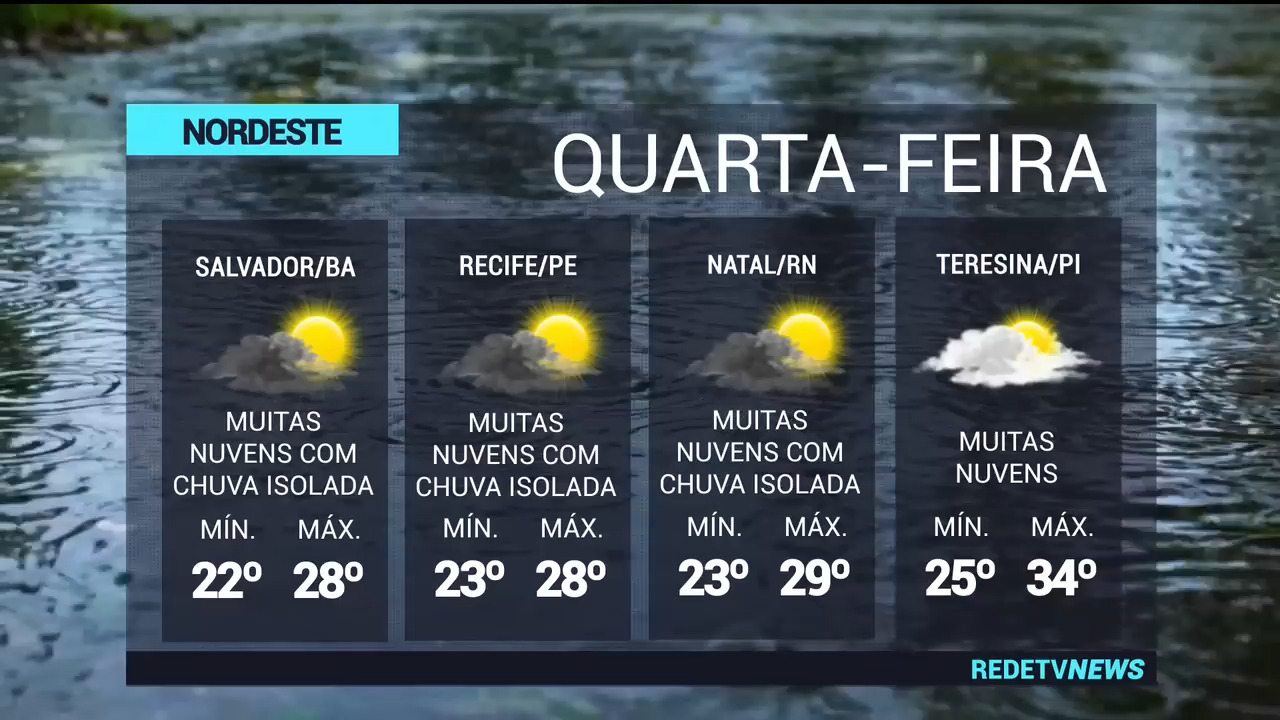 NORDESTE
QUARTA-FEIRA
SALVADOR/BA
MUITAS
NUVENS COM
CHUVA ISOLADA
MÍN. MÁX.
22º 28º
RECIFE/PE
MUITAS
NUVENS COM
CHUVA ISOLADA
MÍN. MÁX.
23º 28º
NATAL/RN
MUITAS
NUVENS COM
CHUVA ISOLADA
MÍN. MÁX.
23º 29º
TERESINA/PI
MUITAS
NUVENS
MÍN. MÁX.
25º 34º
REDETVNEWS